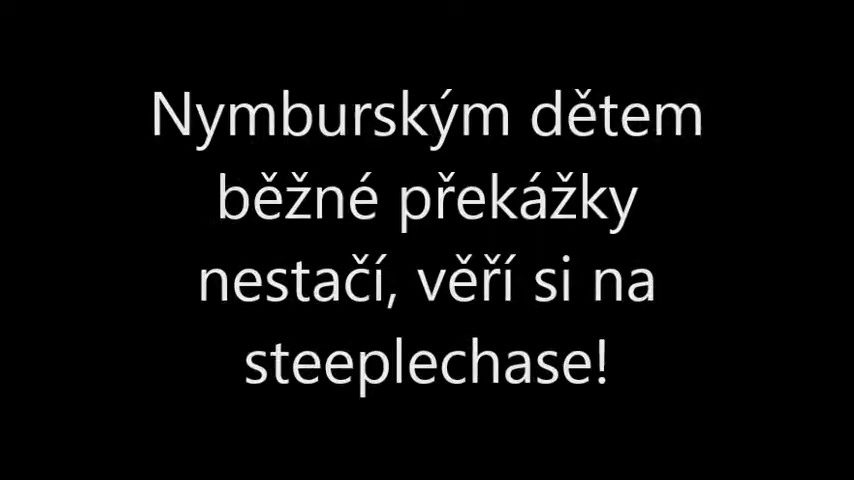 Nymburským dětem
běžné překážky
nestačí, věří si na
steeplechase!